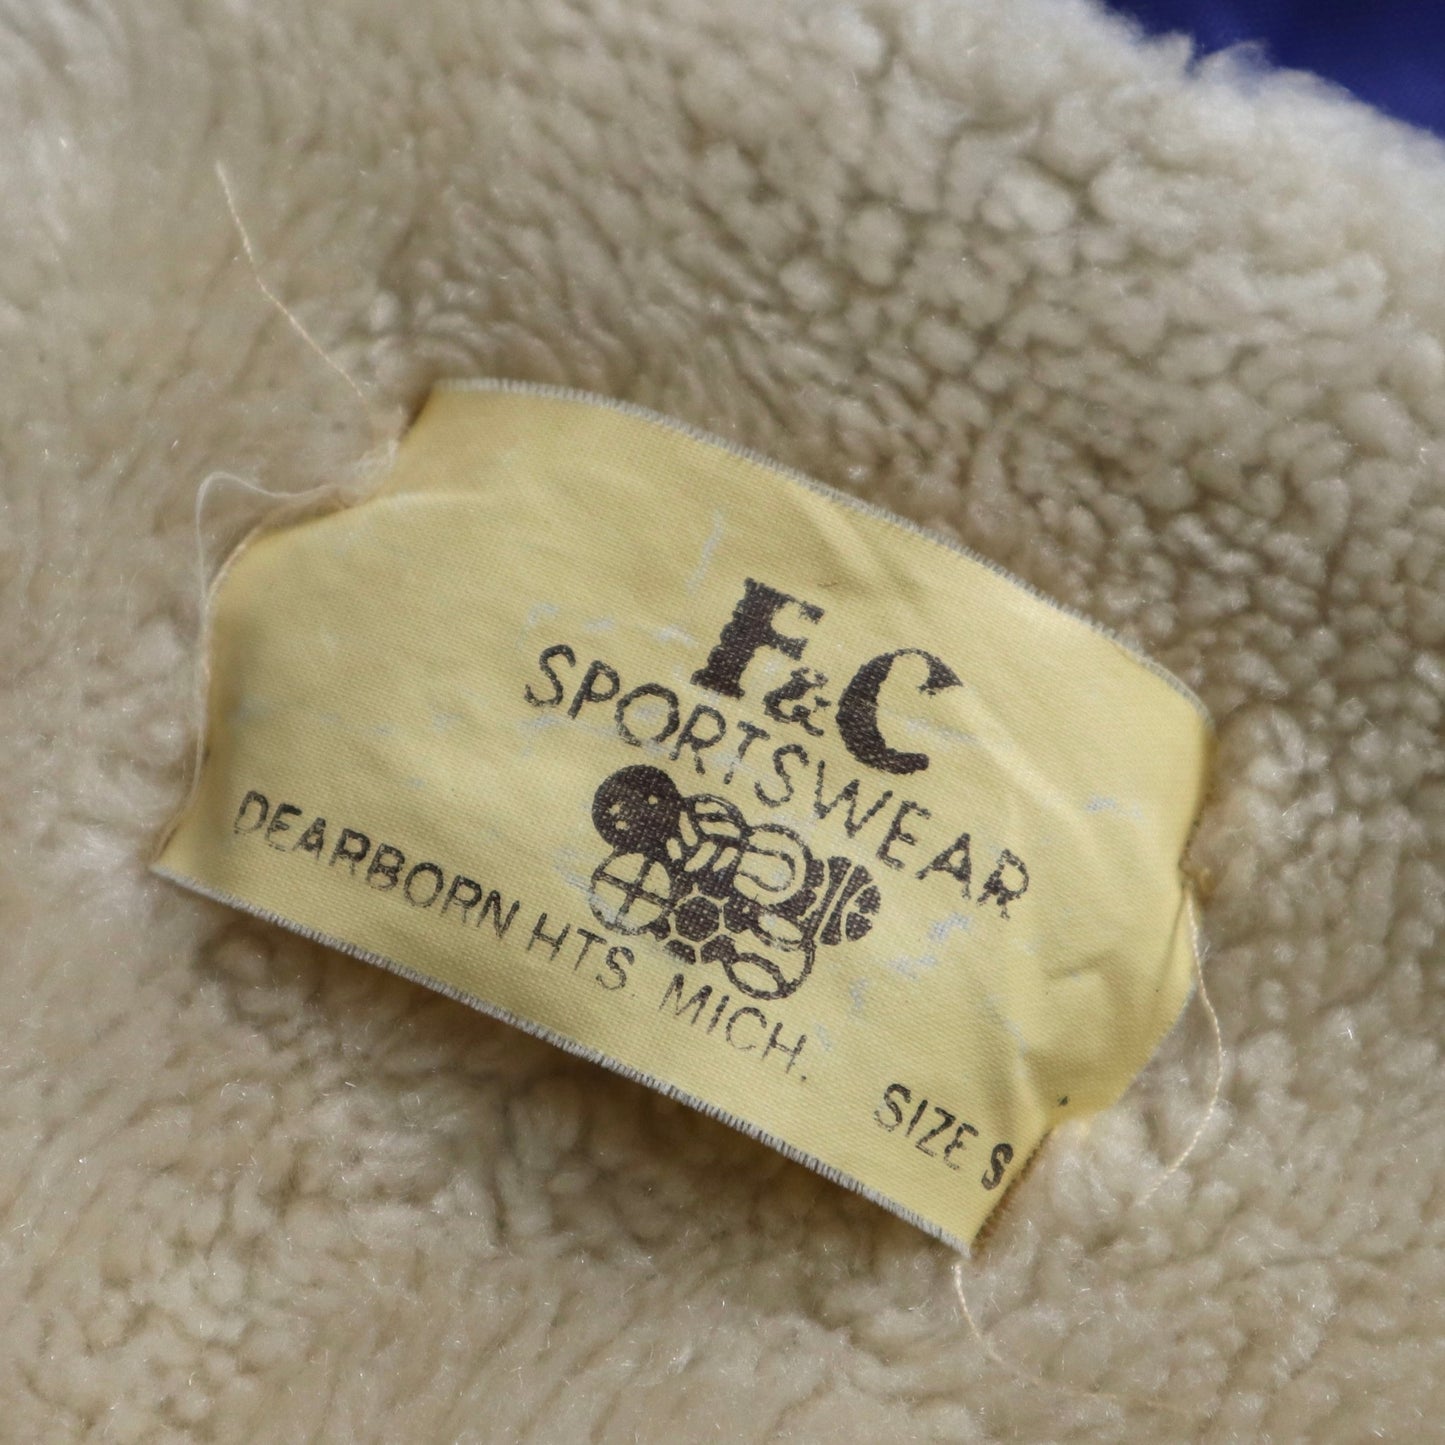 F&C
SPORTSWEAR
DEARBORN HTS. MICH.
SIZE S